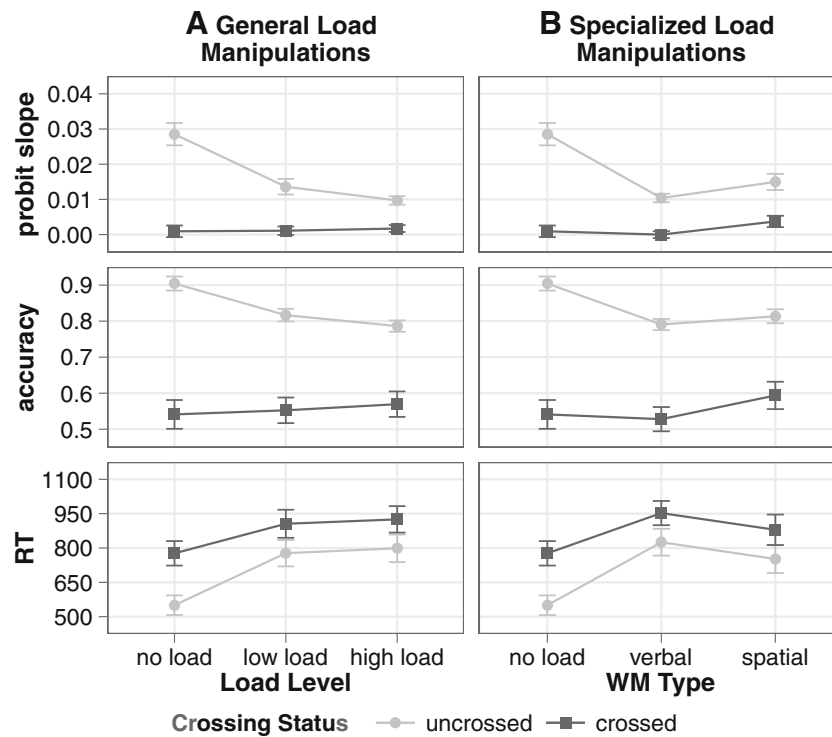 A General Load
Manipulations
B Specialized Load
Manipulations
probit slope
0.04
0.03
0.02
0.01
0.00
accuracy
0.9
0.8
0.7
0.6
0.5
RT
1100
950
800
650
500
no load low load high load
Load Level
no load verbal spatial
WM Type
Crossing Status uncrossed crossed